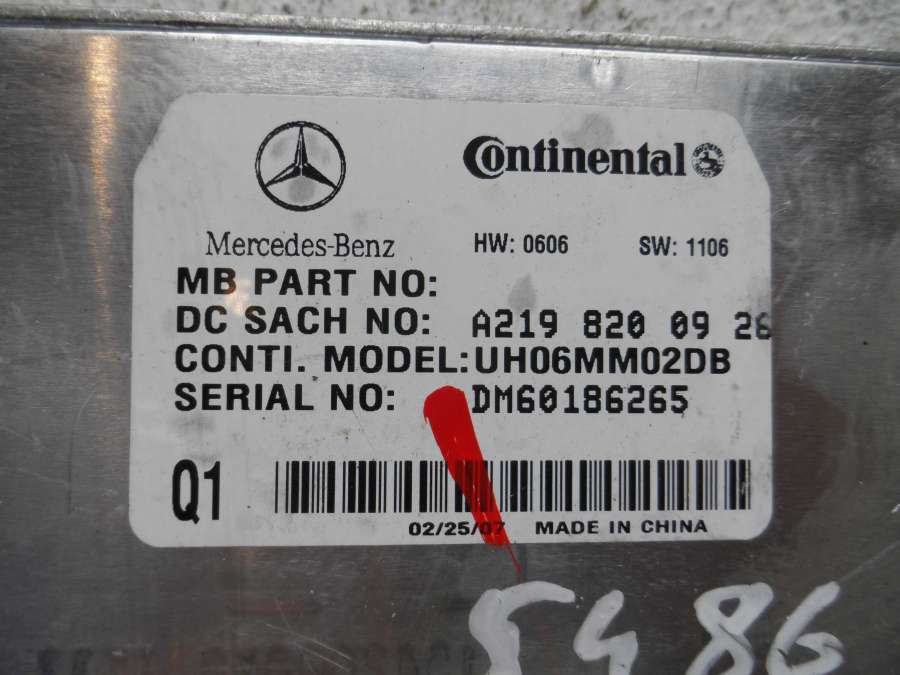 Continental
Mercedes-Benz HW: 0606 SW: 1106
MB PART NO:
DC SACH NO: A219 820 09 26
CONTI. MODEL: UH06MM02DB
SERIAL NO: DM60186265
Q1
02/25/07 MADE IN CHINA
5486